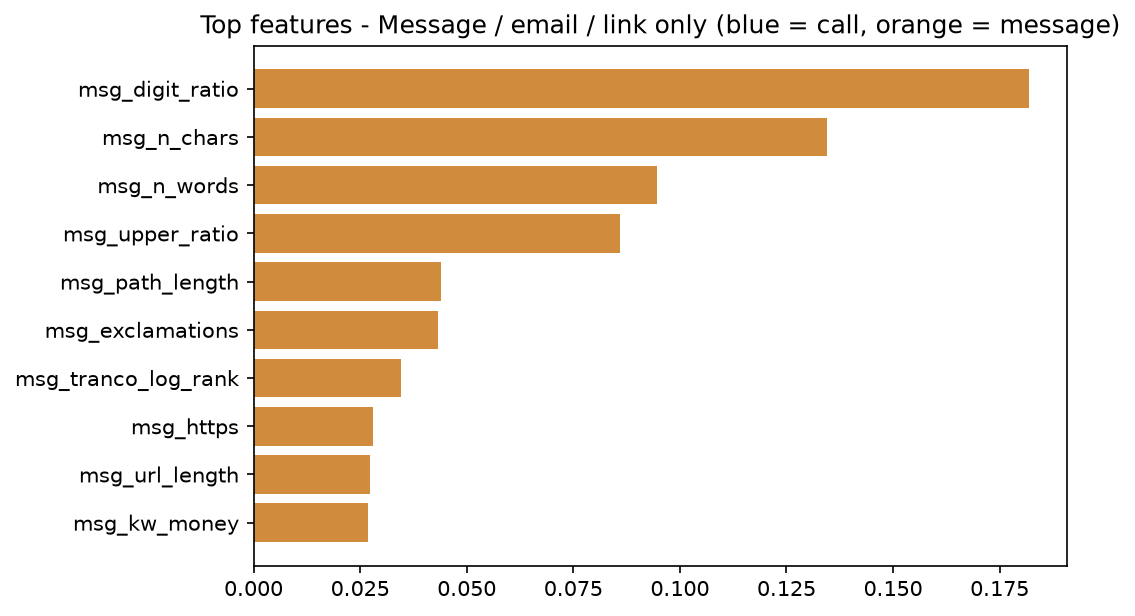 Top features - Message / email / link only (blue = call, orange = message)
msg_digit_ratio
msg_n_chars
msg_n_words
msg_upper_ratio
msg_path_length
msg_exclamations
msg_tranco_log_rank
msg_https
msg_url_length
msg_kw_money
0.000 0.025 0.050 0.075 0.100 0.125 0.150 0.175